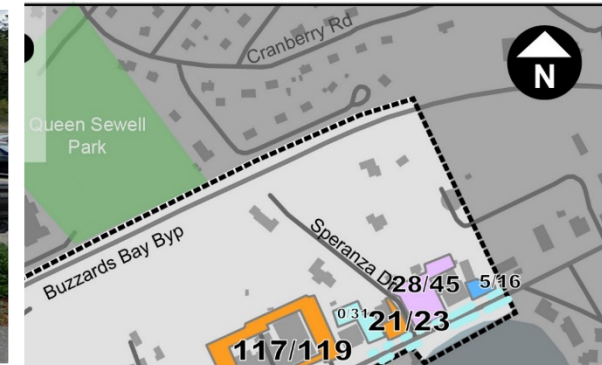 Cranberry Rd
N
Queen Sewell
Park
Buzzards Bay Byp
Speranza Dr
28/45
5/16
0 31
21/23
117/119